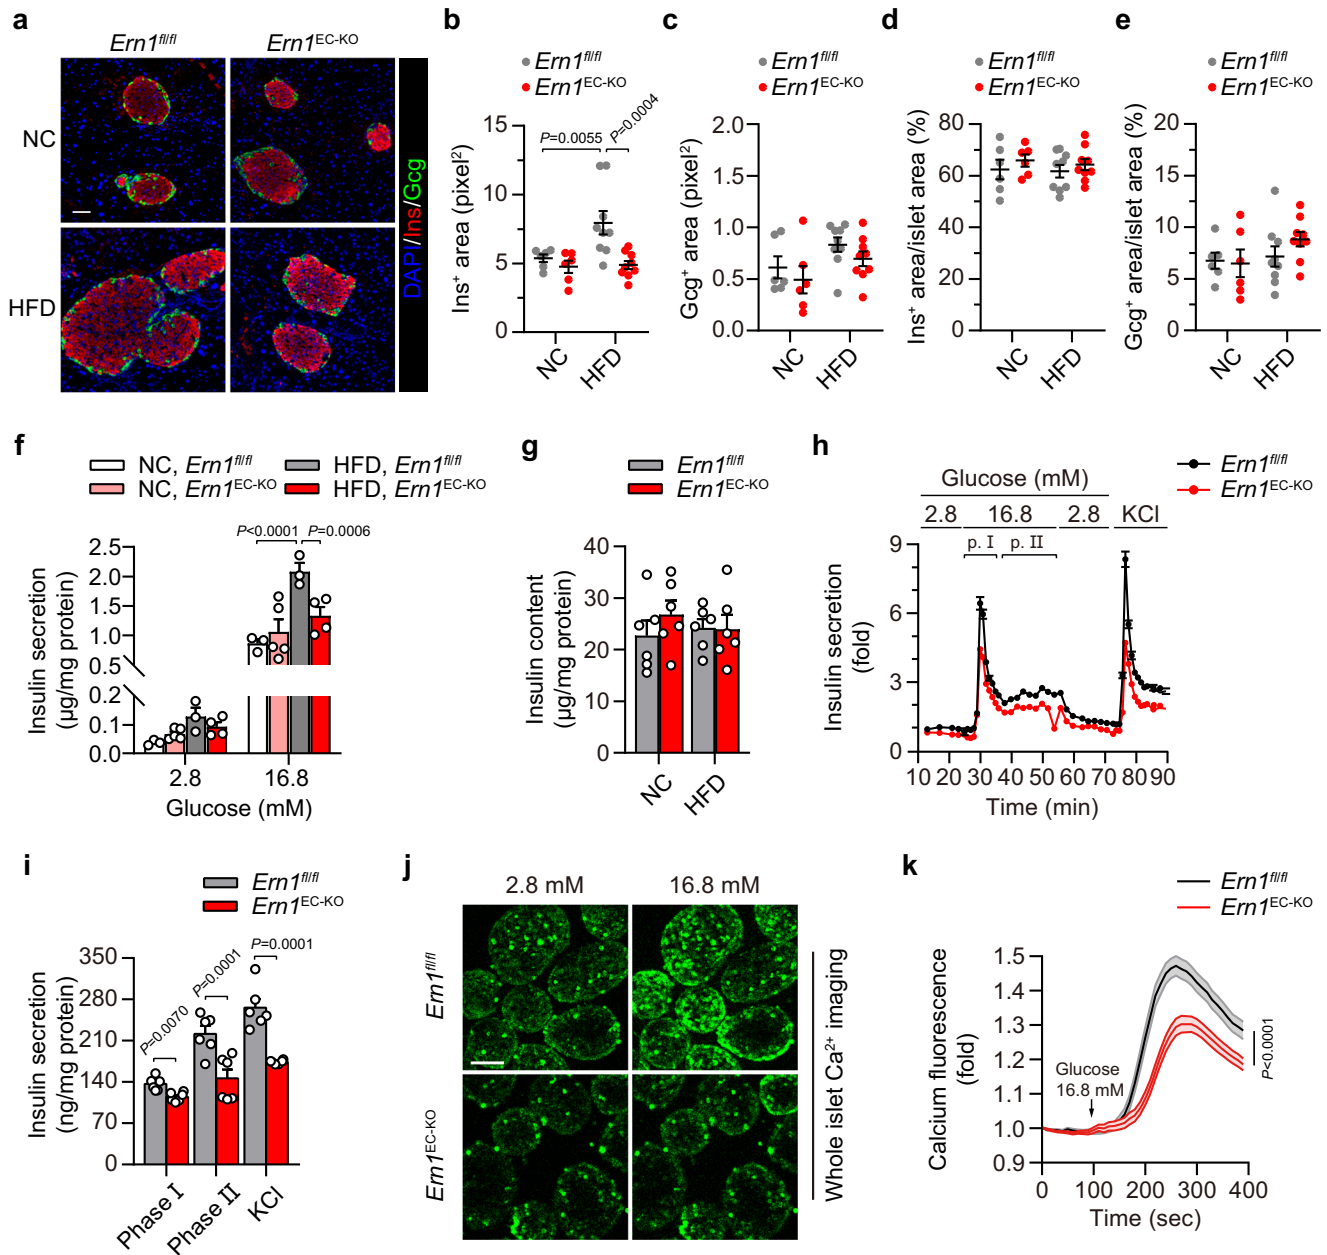 a
Ern1fl/fl
Ern1EC-KO
NC
HFD
DAPI/Ins/Gcg
b
Ern1fl/fl
Ern1EC-KO
P=0.0055
P=0.0004
Ins+ area (pixel2)
15
10
5
0
NC
HFD
c
Ern1fl/fl
Ern1EC-KO
Gcg+ area (pixel2)
2.0
1.5
1.0
0.5
0.0
NC
HFD
d
Ern1fl/fl
Ern1EC-KO
Ins+ area/islet area (%)
80
60
40
20
0
NC
HFD
e
Ern1fl/fl
Ern1EC-KO
Gcg+ area/islet area (%)
20
15
10
5
0
NC
HFD
f
NC, Ern1fl/fl
HFD, Ern1fl/fl
NC, Ern1EC-KO
HFD, Ern1EC-KO
P<0.0001
P=0.0006
Insulin secretion
(µg/mg protein)
2.5
2.0
1.5
1.0
0.5
0.2
0.1
0.0
2.8
16.8
Glucose (mM)
g
Ern1fl/fl
Ern1EC-KO
Insulin content
(µg/mg protein)
40
30
20
10
0
NC
HFD
h
Ern1fl/fl
Ern1EC-KO
Glucose (mM)
2.8
16.8
2.8
KCl
p. I
p. II
Insulin secretion
(fold)
9
6
3
0
10 20 30 40 50 60 70 80 90
Time (min)
i
Ern1fl/fl
Ern1EC-KO
P=0.0070
P=0.0001
P=0.0001
Insulin secretion
(ng/mg protein)
350
280
210
140
70
0
Phase I
Phase II
KCl
j
2.8 mM
16.8 mM
Ern1fl/fl
Ern1EC-KO
Whole islet Ca2+ imaging
k
Ern1fl/fl
Ern1EC-KO
Calcium fluorescence
(fold)
1.5
1.4
1.3
1.2
1.1
1.0
0.9
Glucose
16.8 mM
P<0.0001
0 100 200 300 400
Time (sec)